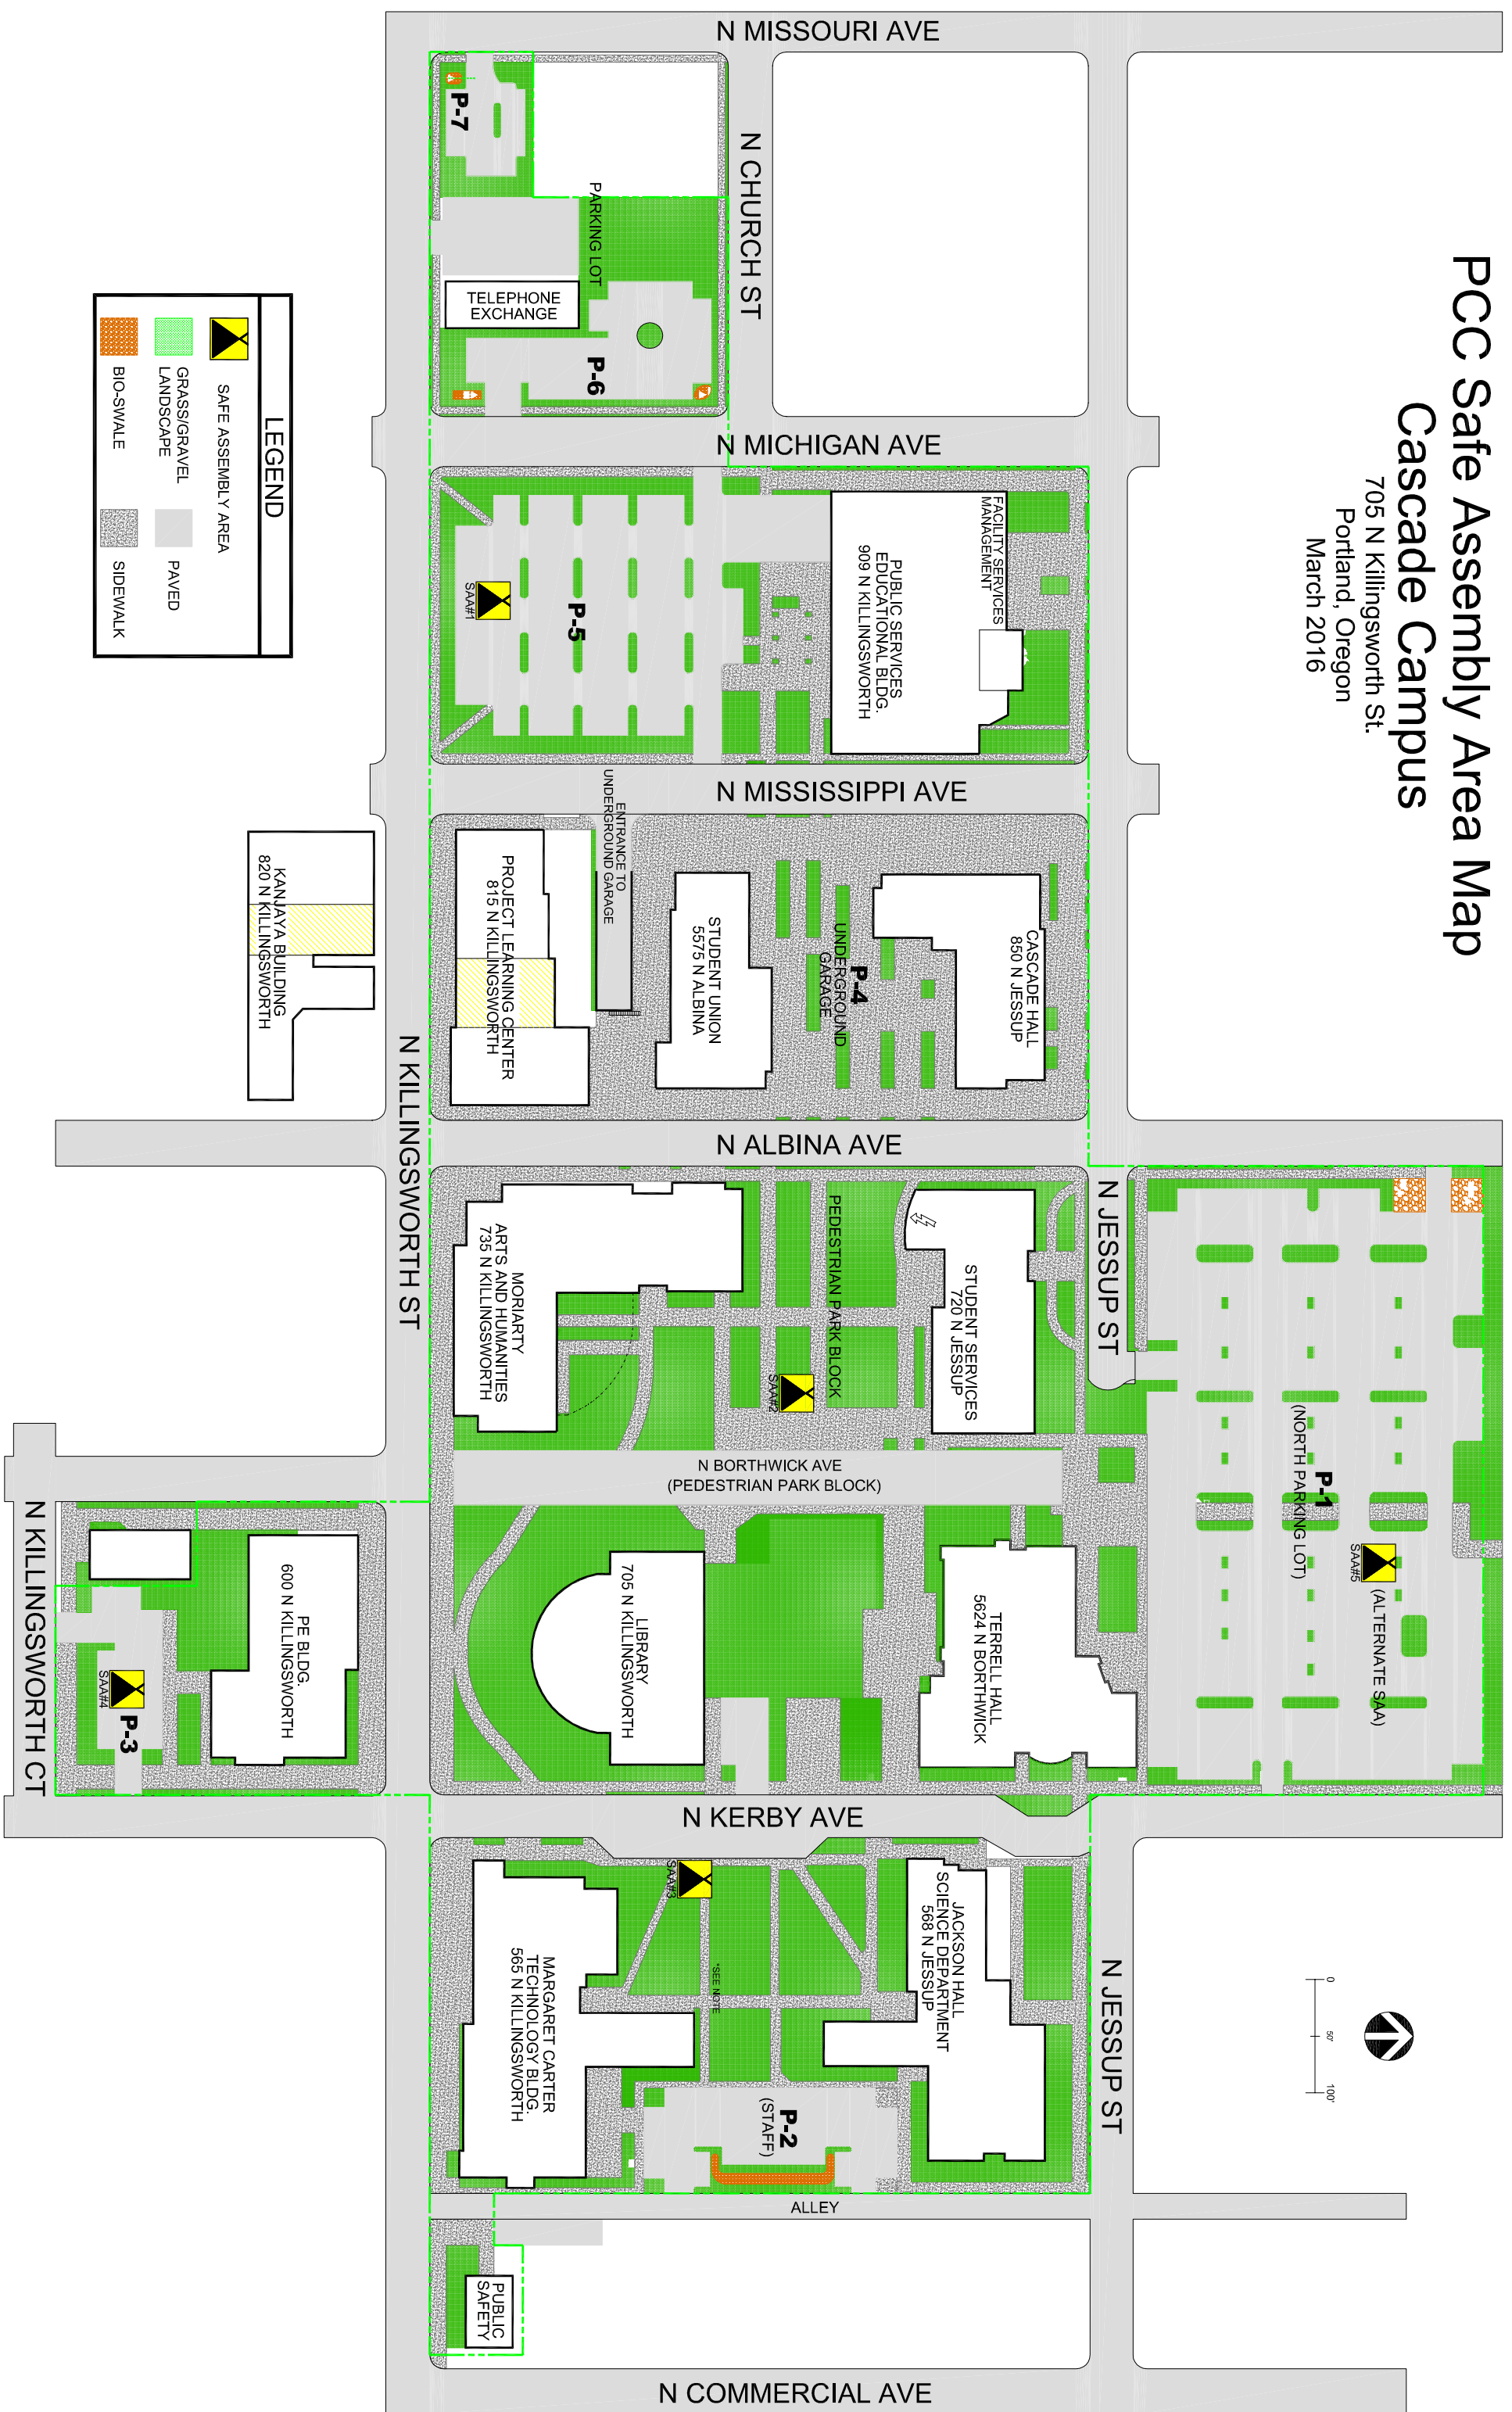 PCC Safe Assembly Area Map
Cascade Campus
705 N Killingsworth St.
Portland, Oregon
March 2016
0
50'
100'
N MISSOURI AVE
N CHURCH ST
N MICHIGAN AVE
N MISSISSIPPI AVE
N ALBINA AVE
N JESSUP ST
N JESSUP ST
N BORTHWICK AVE
(PEDESTRIAN PARK BLOCK)
N KERBY AVE
ALLEY
N COMMERCIAL AVE
N KILLINGSWORTH ST
N KILLINGSWORTH CT
P-7
PARKING LOT
TELEPHONE
EXCHANGE
P-6
FACILITY SERVICES
MANAGEMENT
PUBLIC SERVICES
EDUCATIONAL BLDG.
909 N KILLINGSWORTH
P-5
SAA#1
ENTRANCE TO
UNDERGROUND GARAGE
CASCADE HALL
850 N JESSUP
P-4
UNDERGROUND
GARAGE
STUDENT UNION
5575 N ALBINA
PROJECT LEARNING CENTER
815 N KILLINGSWORTH
KANJAYA BUILDING
820 N KILLINGSWORTH
P-1
(NORTH PARKING LOT)
SAA#5
(ALTERNATE SAA)
STUDENT SERVICES
720 N JESSUP
PEDESTRIAN PARK BLOCK
SAA#2
MORIARTY
ARTS AND HUMANITIES
735 N KILLINGSWORTH
TERRELL HALL
5624 N BORTHWICK
LIBRARY
705 N KILLINGSWORTH
PE BLDG.
600 N KILLINGSWORTH
SAA#4
P-3
JACKSON HALL
SCIENCE DEPARTMENT
568 N JESSUP
SAA#3
*SEE NOTE
P-2
(STAFF)
MARGARET CARTER
TECHNOLOGY BLDG.
565 N KILLINGSWORTH
PUBLIC
SAFETY
LEGEND
SAFE ASSEMBLY AREA
GRASS/GRAVEL
LANDSCAPE
PAVED
BIO-SWALE
SIDEWALK